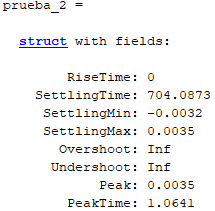 prueba_2 =
struct with fields:
RiseTime: 0
SettlingTime: 704.0873
SettlingMin: -0.0032
SettlingMax: 0.0035
Overshoot: Inf
Undershoot: Inf
Peak: 0.0035
PeakTime: 1.0641